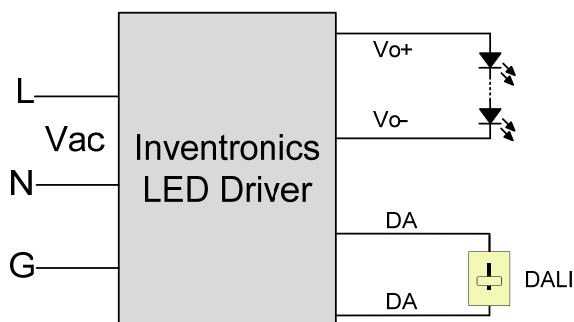 L
Vac
N
G
Inventronics
LED Driver
Vo+
Vo-
DA
DA
DALI